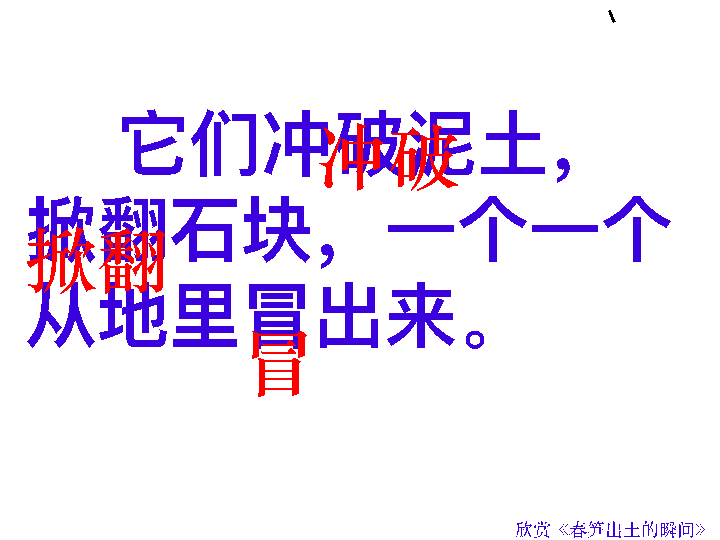 它们冲破泥土，
冲破
掀翻石块，一个一个
掀翻
从地里冒出来。
冒
欣赏《春笋出土的瞬间》